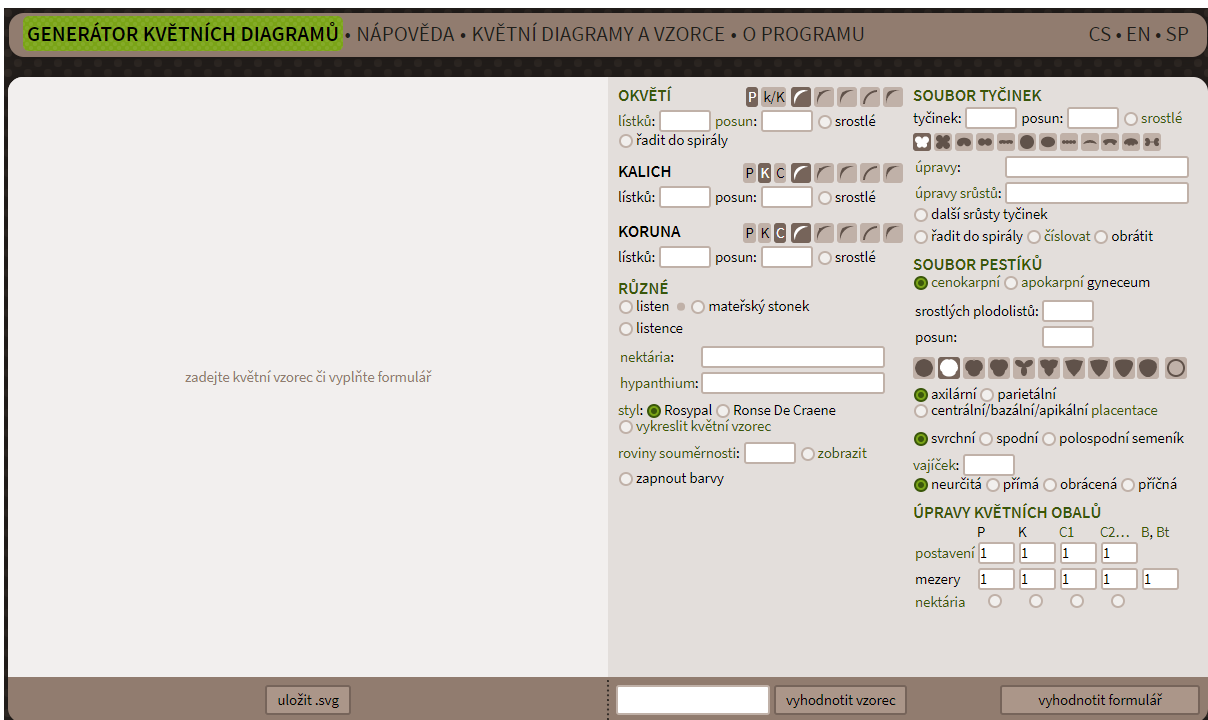 GENERÁTOR KVĚTNÍCH DIAGRAMŮ • NÁPOVĚDA • KVĚTNÍ DIAGRAMY A VZORCE • O PROGRAMU
CS • EN • SP
zadejte květní vzorec či vyplňte formulář
OKVĚTÍ P k/K
lístků: posun: srostlé
řadit do spirály
KALICH P K C
lístků: posun: srostlé
KORUNA P K C
lístků: posun: srostlé
RŮZNÉ
listen mateřský stonek
listence
nektária:
hypanthium:
styl: Rosypal Ronse De Craene
vykreslit květní vzorec
roviny souměrnosti: zobrazit
zapnout barvy
SOUBOR TYČINEK
tyčinek: posun: srostlé
úpravy:
úpravy srůstů:
další srůsty tyčinek
řadit do spirály číslovat obrátit
SOUBOR PESTÍKŮ
cenokarpní apokarpní gyneceum
srostlých plodolistů:
posun:
axilární parietální
centrální/bazální/apikální placentace
svrchní spodní polospodní semeník
vajíček:
neurčitá přímá obrácená příčná
ÚPRAVY KVĚTNÍCH OBALŮ
P K C1 C2... B, Bt
postavení 1 1 1 1
mezery 1 1 1 1 1
nektária
uložit .svg
vyhodnotit vzorec
vyhodnotit formulář